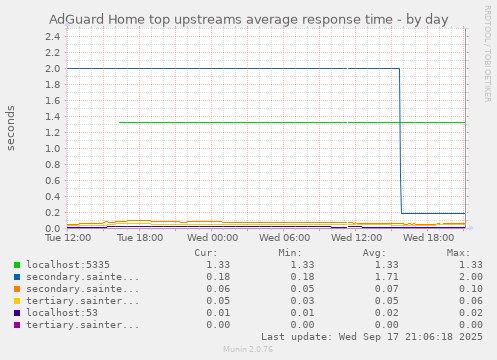 AdGuard Home top upstreams average response time - by day
RRDTOOL / TOBI OETIKER
seconds
2.4
2.2
2.0
1.8
1.6
1.4
1.2
1.0
0.8
0.6
0.4
0.2
0.0
Tue 12:00 Tue 18:00 Wed 00:00 Wed 06:00 Wed 12:00 Wed 18:00
Cur: Min: Avg: Max:
localhost:5335 1.33 1.33 1.33 1.33
secondary.sainte... 0.18 0.18 1.71 2.00
secondary.sainte... 0.06 0.05 0.07 0.10
tertiary.sainter... 0.05 0.03 0.05 0.06
localhost:53 0.01 0.01 0.02 0.02
tertiary.sainter... 0.00 0.00 0.00 0.00
Last update: Wed Sep 17 21:06:18 2025
Munin 2.0.76